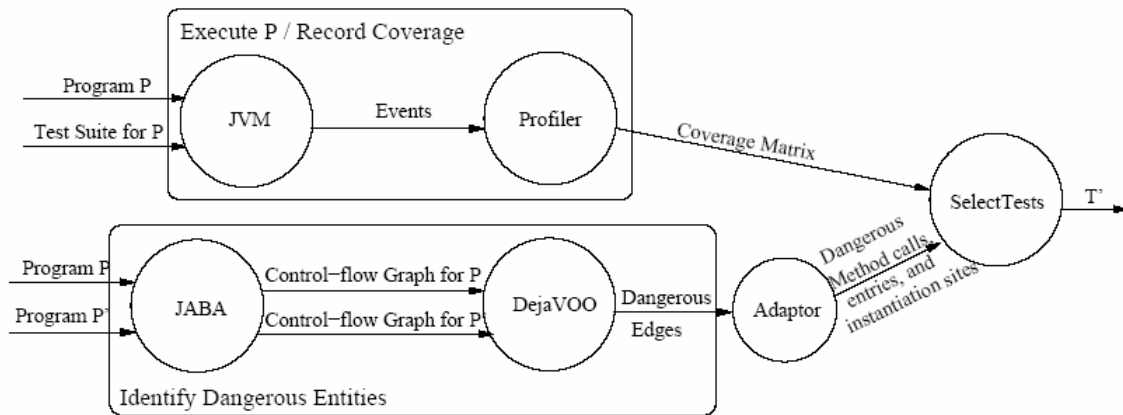 Execute P / Record Coverage
Program P
Test Suite for P
JVM
Events
Profiler
Coverage Matrix
SelectTests
T'
Program P
Program P'
JABA
Control-flow Graph for P
Control-flow Graph for P
DejaVOO
Dangerous
Edges
Adaptor
Dangerous
Method calls,
entries, and
instantiation sites
Identify Dangerous Entities